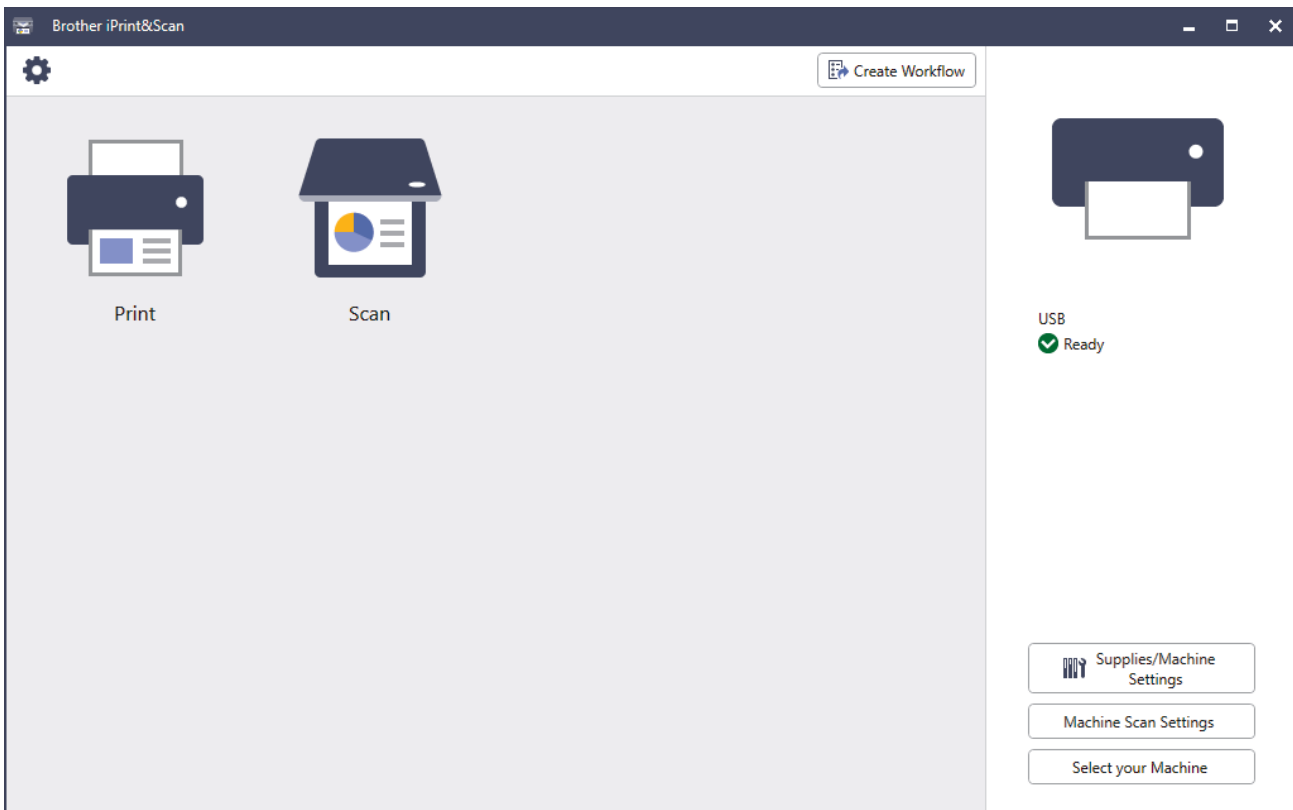 Brother iPrint&Scan
Create Workflow
Print
Scan
USB
Ready
Supplies/Machine
Settings
Machine Scan Settings
Select your Machine